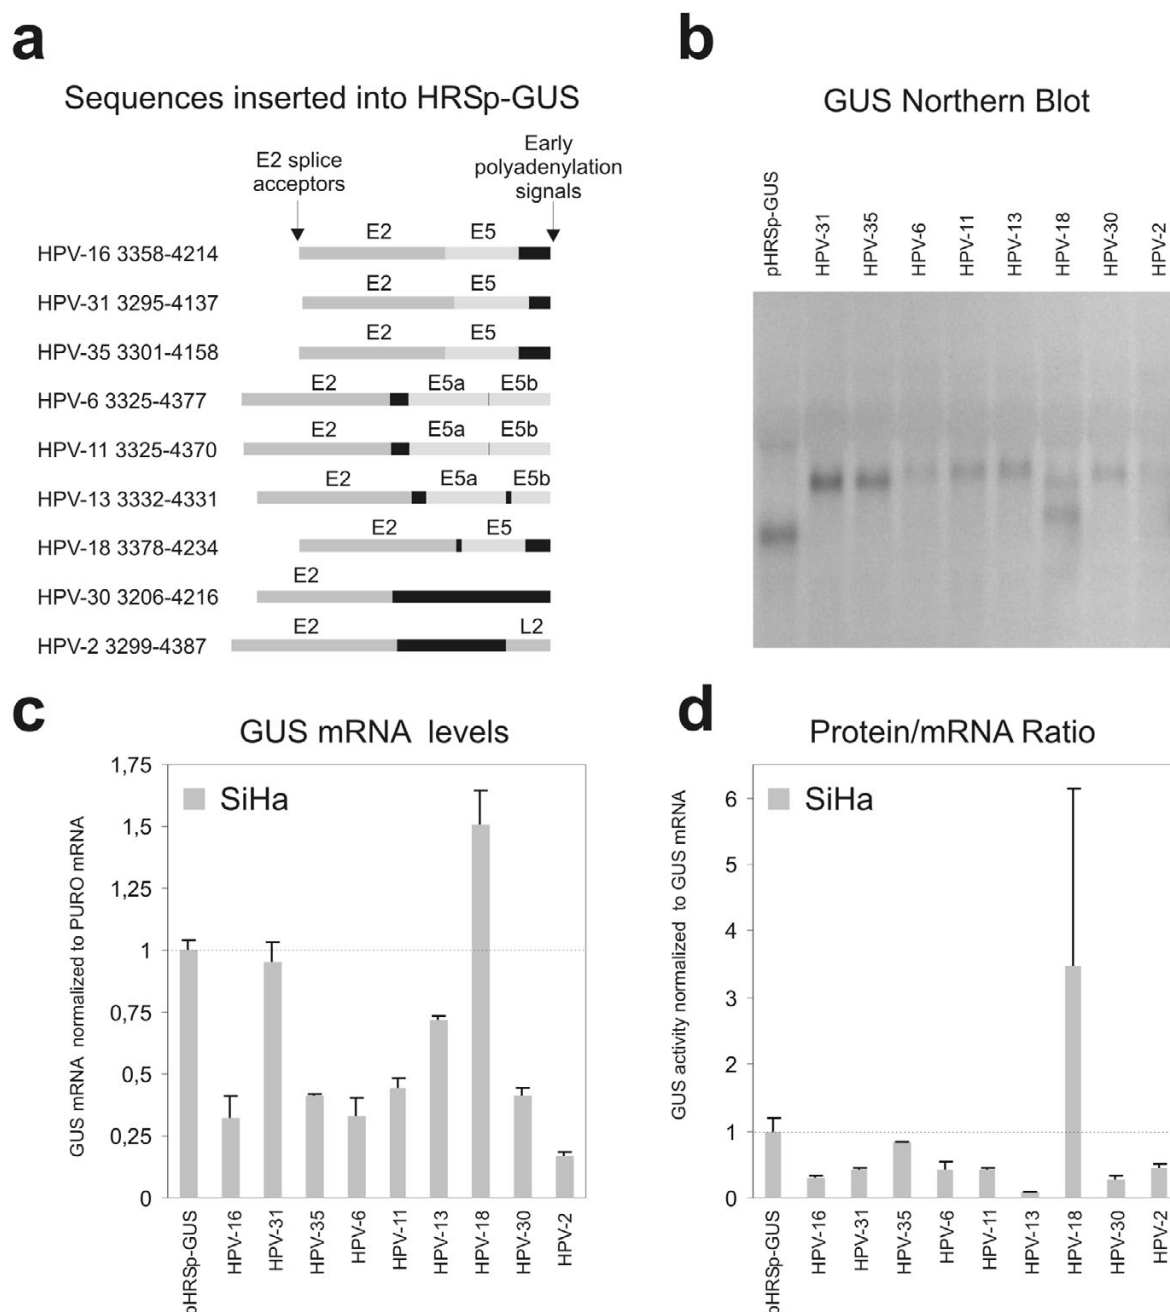 a
Sequences inserted into HRSp-GUS
E2 splice
acceptors
Early
polyadenylation
signals
E2 E5
HPV-16 3358-4214
E2 E5
HPV-31 3295-4137
E2 E5
HPV-35 3301-4158
E2 E5a E5b
HPV-6 3325-4377
E2 E5a E5b
HPV-11 3325-4370
E2 E5a E5b
HPV-13 3332-4331
E2 E5
HPV-18 3378-4234
E2
HPV-30 3206-4216
E2 L2
HPV-2 3299-4387
b
GUS Northern Blot
pHRSp-GUS
HPV-31
HPV-35
HPV-6
HPV-11
HPV-13
HPV-18
HPV-30
HPV-2
c
GUS mRNA levels
GUS mRNA normalized to PURO mRNA
1,75
1,5
1,25
1
0,75
0,5
0,25
0
SiHa
pHRSp-GUS
HPV-16
HPV-31
HPV-35
HPV-6
HPV-11
HPV-13
HPV-18
HPV-30
HPV-2
d
Protein/mRNA Ratio
GUS activity normalized to GUS mRNA
6
5
4
3
2
1
0
SiHa
pHRSp-GUS
HPV-16
HPV-31
HPV-35
HPV-6
HPV-11
HPV-13
HPV-18
HPV-30
HPV-2